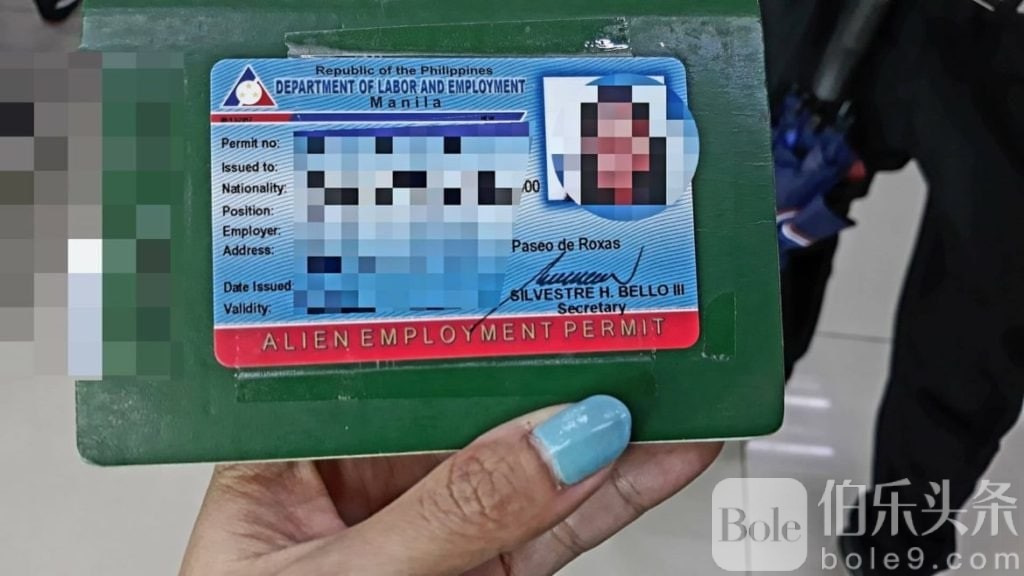 Republic of the Philippines
DEPARTMENT OF LABOR AND EMPLOYMENT
Manila
Permit no:
Issued to:
Nationality:
00
Position:
Employer:
Address:
Paseo de Roxas
Date Issued
SILVESTRE H. BELLO III
Validity:
Secretary
ALIEN EMPLOYMENT PERMIT
Bole
伯乐头条
bole9.com